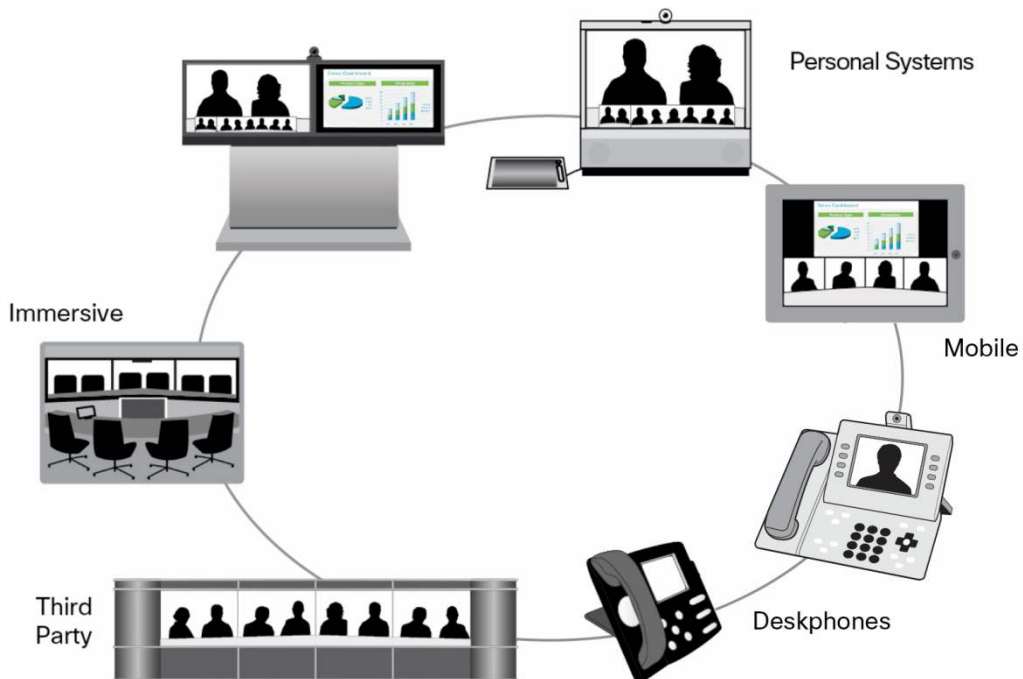 Personal Systems
Immersive
Mobile
Third
Party
Deskphones